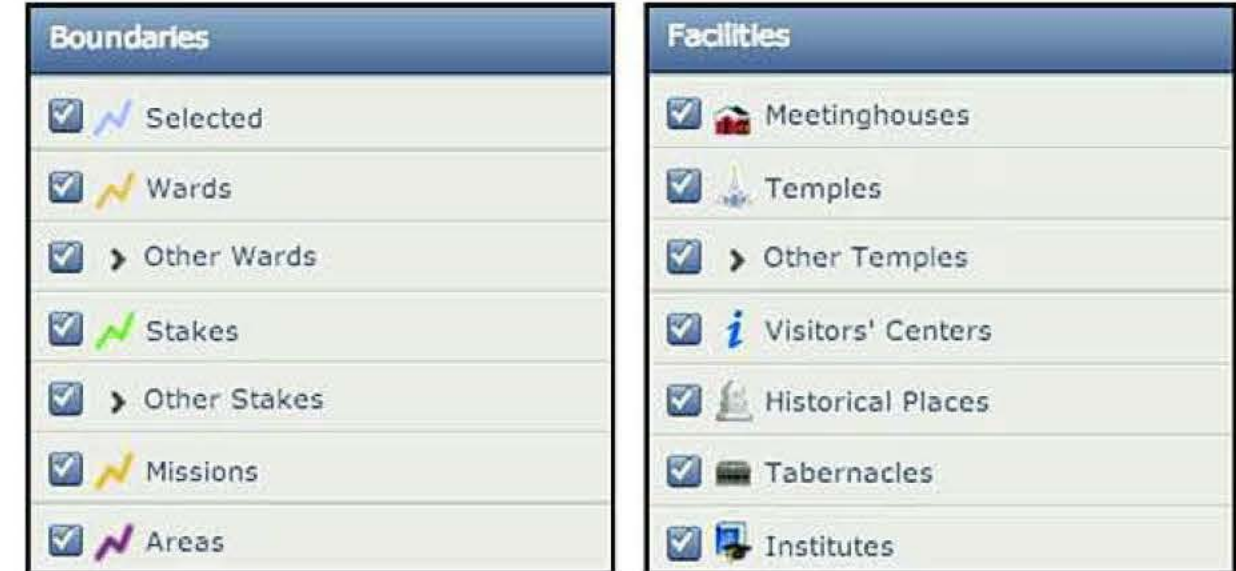 Boundaries
Selected
Wards
Other Wards
Stakes
Other Stakes
Missions
Areas
Facilities
Meetinghouses
Temples
Other Temples
Visitors' Centers
Historical Places
Tabernacles
Institutes